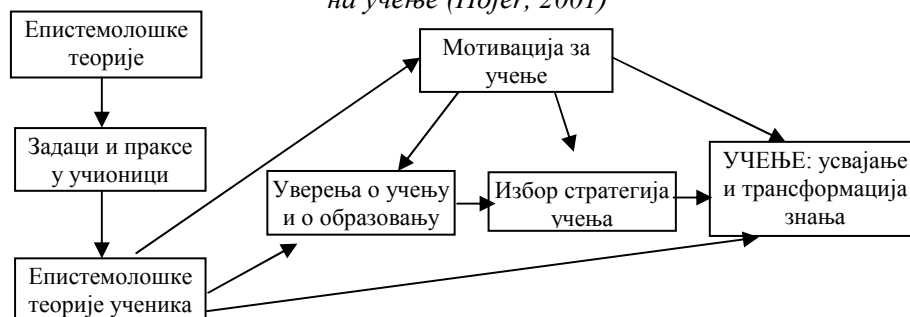 на учење (Hofer, 2001)
Епистемолошке
теорије
Мотивација за
учење
Задаци и праксе
у учионици
Уверења о учењу
и о образовању
Избор стратегија
учења
УЧЕЊЕ: усвајање
и трансформација
знања
Епистемолошке
теорије ученика